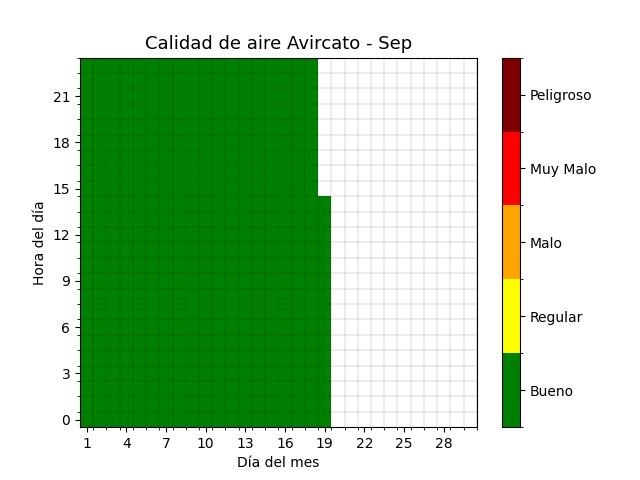 Calidad de aire Avircato - Sep
Hora del día
21
18
15
12
9
6
3
0
1 4 7 10 13 16 19 22 25 28
Día del mes
Peligroso
Muy Malo
Malo
Regular
Bueno